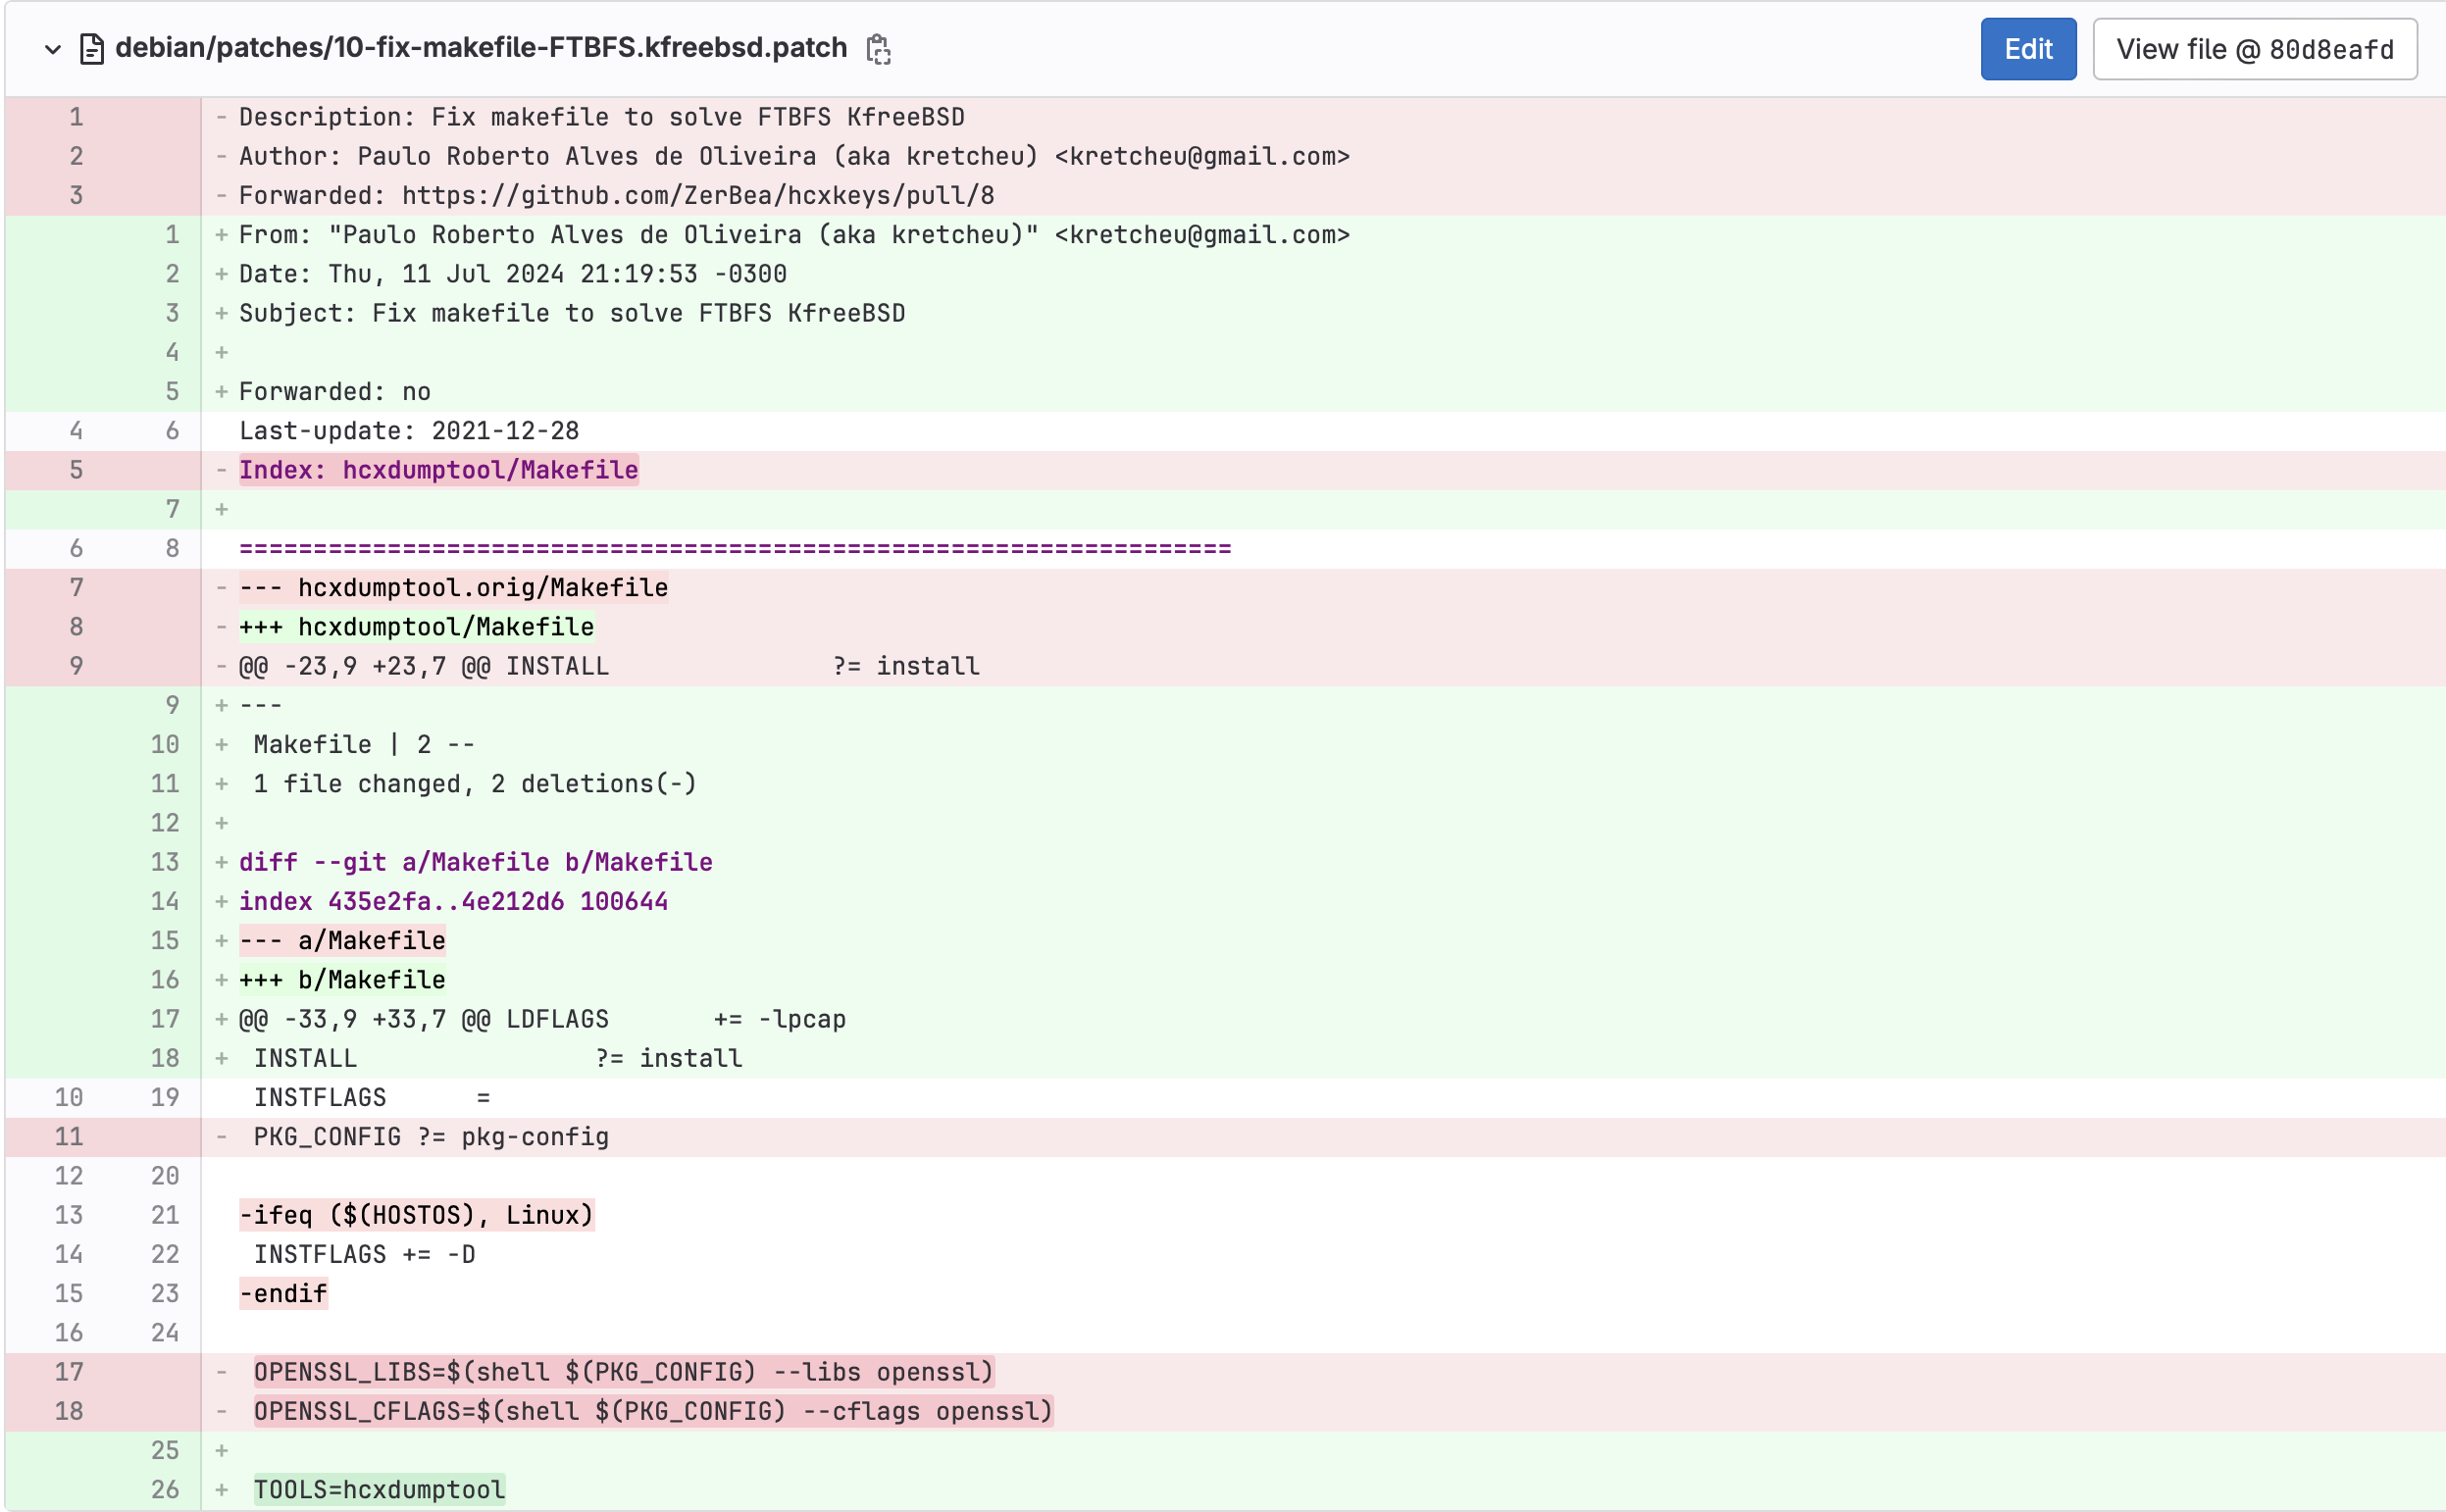 debian/patches/10-fix-makefile-FTBFS.kfreebsd.patch Edit View file @ 80d8eafd
1 - Description: Fix makefile to solve FTBFS KfreeBSD
2 - Author: Paulo Roberto Alves de Oliveira (aka kretcheu) <kretcheu@gmail.com>
3 - Forwarded: https://github.com/ZerBea/hcxkeys/pull/8
1 + From: "Paulo Roberto Alves de Oliveira (aka kretcheu)" <kretcheu@gmail.com>
2 + Date: Thu, 11 Jul 2024 21:19:53 -0300
3 + Subject: Fix makefile to solve FTBFS KfreeBSD
4 +
5 + Forwarded: no
4 6 Last-update: 2021-12-28
5 - Index: hcxdumptool/Makefile
7 +
6 8 ===================================================================
7 - --- hcxdumptool.orig/Makefile
8 - +++ hcxdumptool/Makefile
9 - @@ -23,9 +23,7 @@ INSTALL ?= install
9 + ---
10 + Makefile | 2 --
11 + 1 file changed, 2 deletions(-)
12 +
13 + diff --git a/Makefile b/Makefile
14 + index 435e2fa..4e212d6 100644
15 + --- a/Makefile
16 + +++ b/Makefile
17 + @@ -33,9 +33,7 @@ LDFLAGS += -lpcap
18 + INSTALL ?= install
10 19 INSTFLAGS =
11 - PKG_CONFIG ?= pkg-config
12 20
13 21 -ifeq ($(HOSTOS), Linux)
14 22 INSTFLAGS += -D
15 23 -endif
16 24
17 - OPENSSL_LIBS=$(shell $(PKG_CONFIG) --libs openssl)
18 - OPENSSL_CFLAGS=$(shell $(PKG_CONFIG) --cflags openssl)
25 +
26 + TOOLS=hcxdumptool